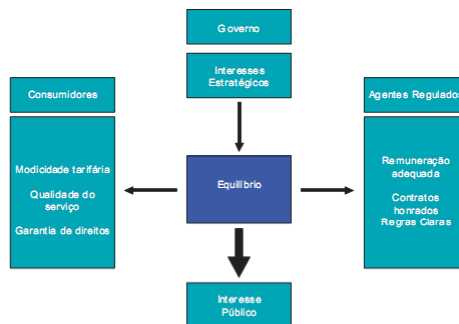 Governo
Interesses
Estratégicos
Consumidores
Modicidade tarifária
Qualidade do
serviço
Garantia de direitos
Equilíbrio
Agentes Regulados
Remuneração
adequada
Contratos
honrados
Regras Claras
Interesse
Público